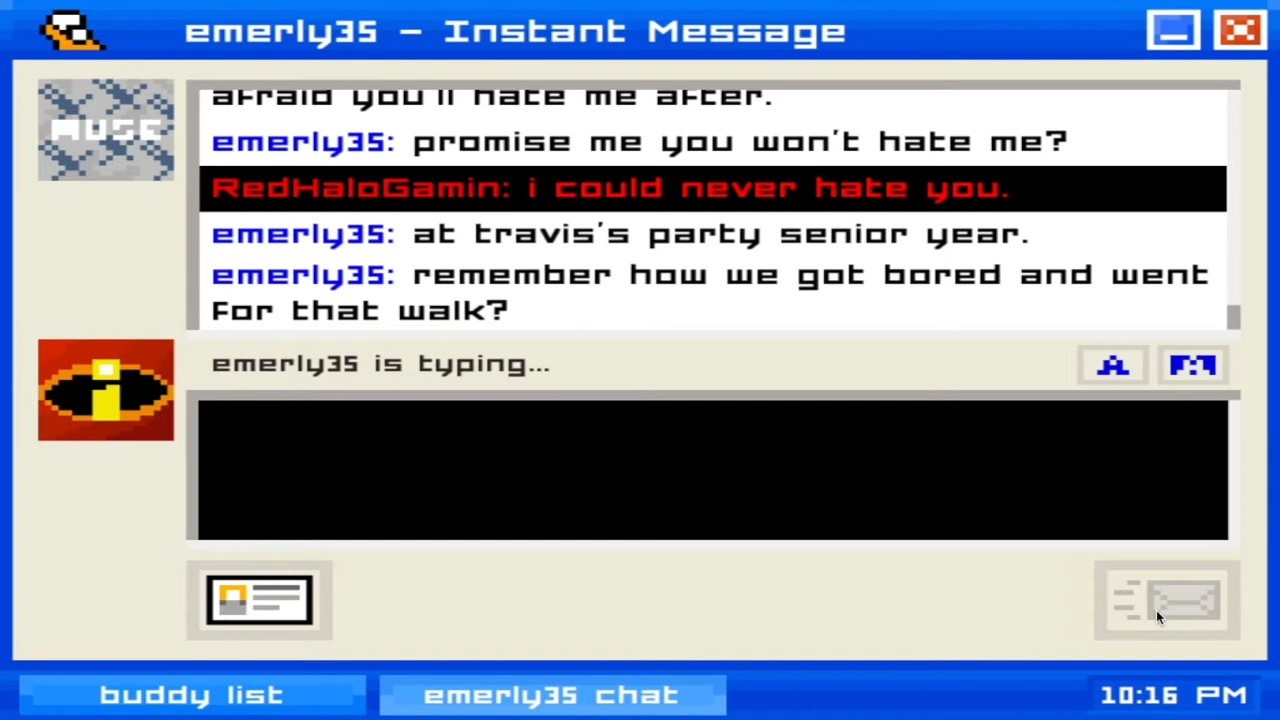 emerly35 - Instant Message
MUSE
afraid you'll hate me after.
emerly35: promise me you won't hate me?
RedHaloGamin: i could never hate you.
emerly35: at travis's party senior year.
emerly35: remember how we got bored and went
for that walk?
i
emerly35 is typing...
A
buddy list
emerly35 chat
10:16 PM